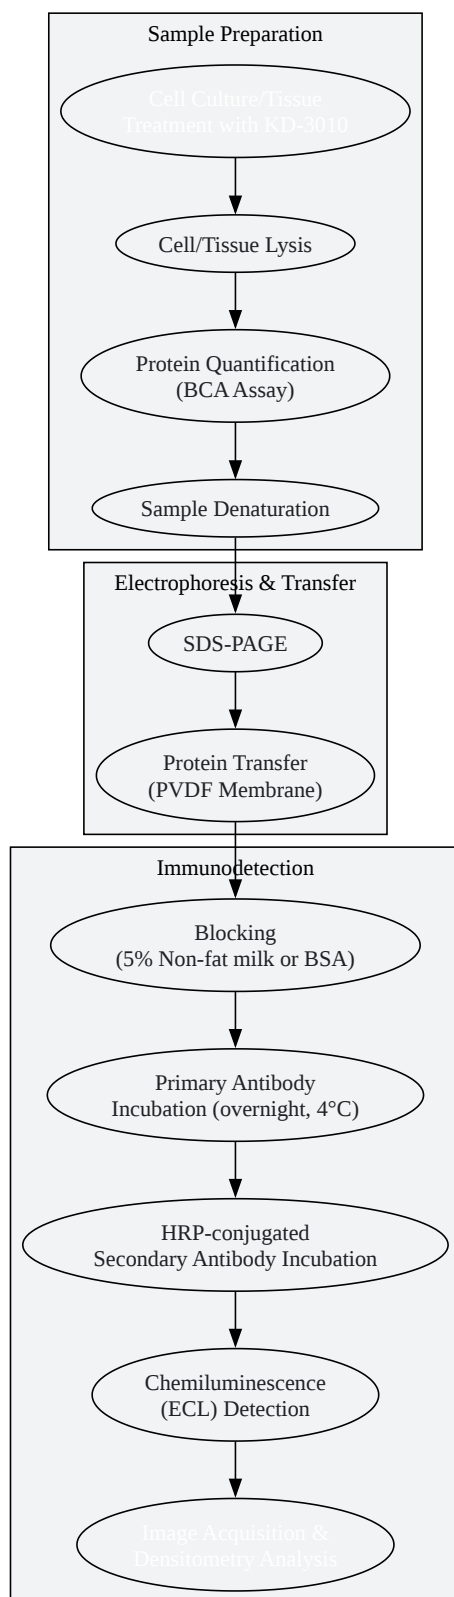 Sample Preparation
Cell Culture/Tissue
Treatment with KD-3010
Cell/Tissue Lysis
Protein Quantification
(BCA Assay)
Sample Denaturation
Electrophoresis & Transfer
SDS-PAGE
Protein Transfer
(PVDF Membrane)
Immunodetection
Blocking
(5% Non-fat milk or BSA)
Primary Antibody
Incubation (overnight, 4°C)
HRP-conjugated
Secondary Antibody Incubation
Chemiluminescence
(ECL) Detection
Image Acquisition &
Densitometry Analysis